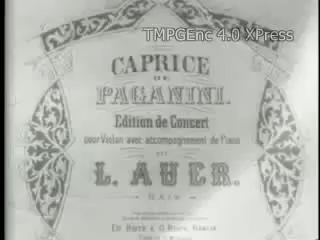 TMPGEnc 4.0 XPress
CAPRICE
DE
PAGANINI.
Edition de Concert
pour Violon avec accompagnement de Piano
PAR
L. AUER.